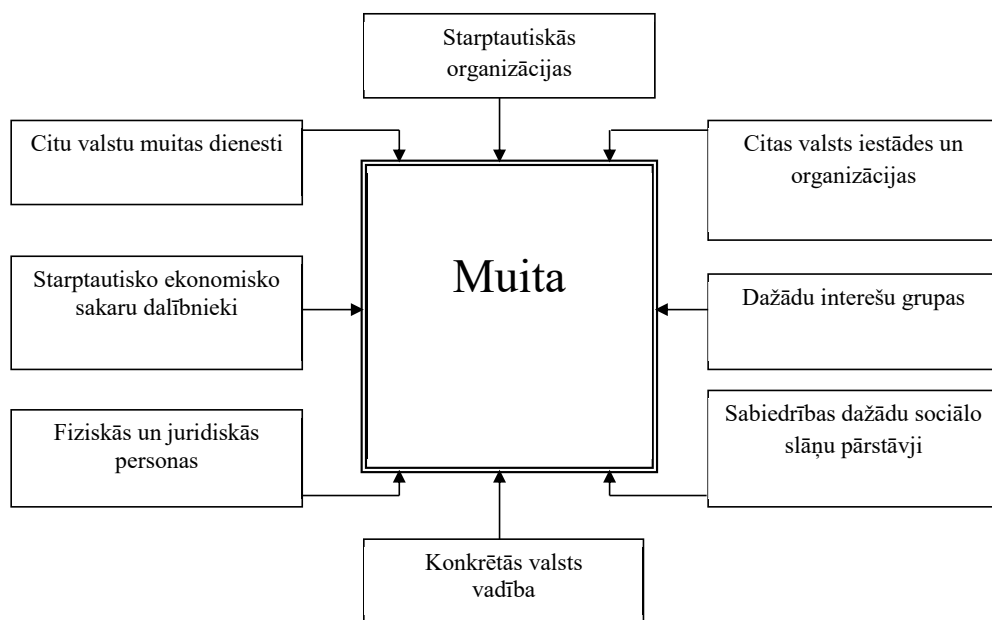 Starptautiskās
organizācijas
Citu valstu muitas dienesti
Citas valsts iestādes un
organizācijas
Muita
Starptautisko ekonomisko
sakaru dalībnieki
Dažādu interešu grupas
Fiziskās un juridiskās
personas
Sabiedrības dažādu sociālo
slāņu pārstāvji
Konkrētās valsts
vadība